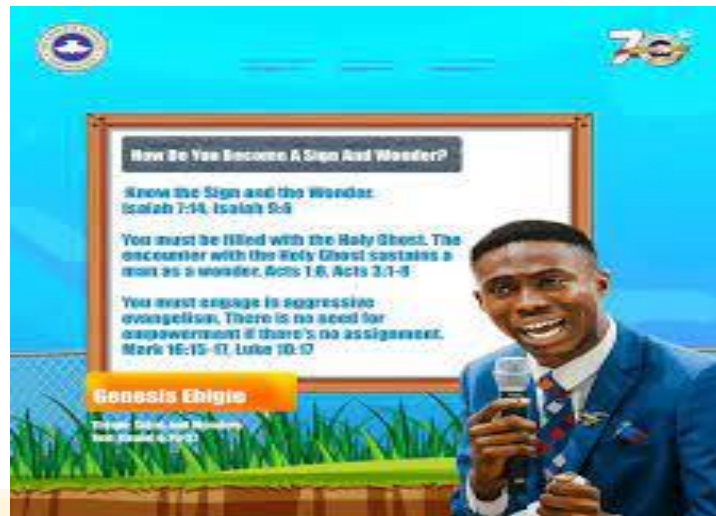 70
How Do You Become A Sign And Wonder?
Know the Sign and the Wonder.
Isaiah 7:14, Isaiah 9:6
You must be filled with the Holy Ghost. The
encounter with the Holy Ghost sustains a
man as a wonder. Acts 1:8, Acts 3:1-8
You must engage in aggressive
evangelism. There is no need for
empowerment if there's no assignment.
Mark 16:15-17, Luke 10:17
Genesis Ebigie